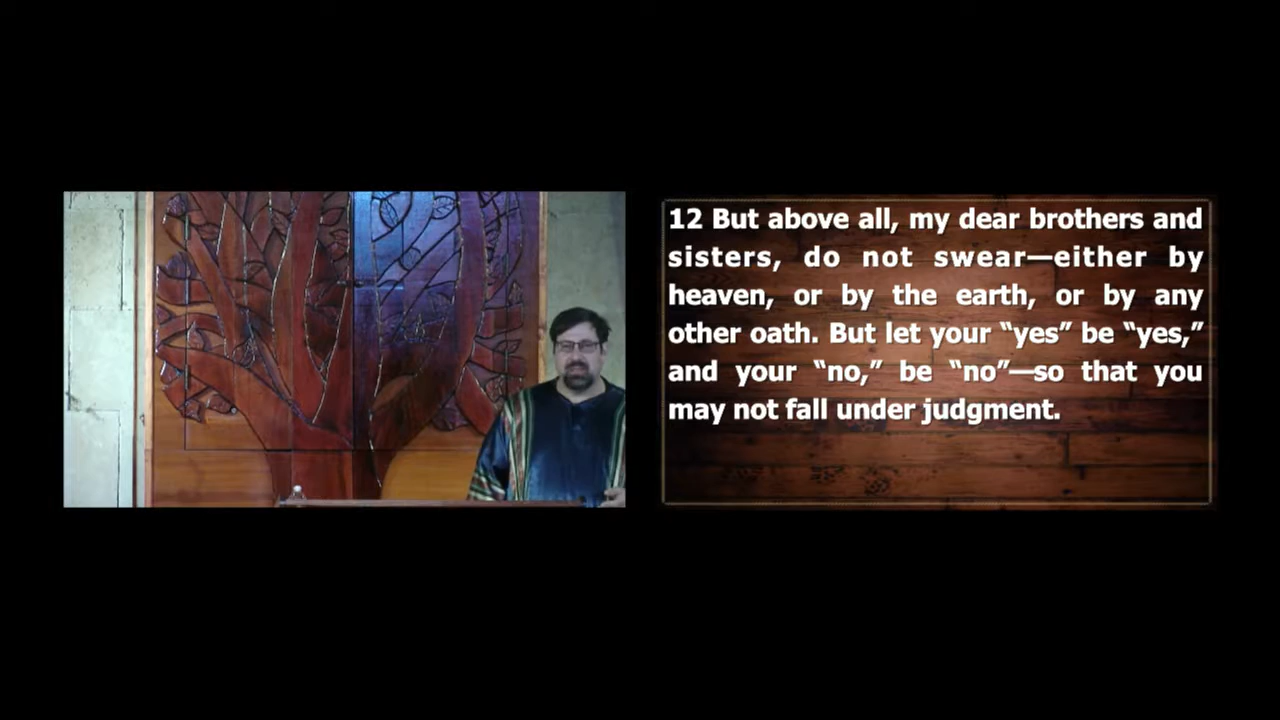 12 But above all, my dear brothers and
sisters, do not swear—either by
heaven, or by the earth, or by any
other oath. But let your “yes” be “yes,”
and your “no,” be “no”—so that you
may not fall under judgment.